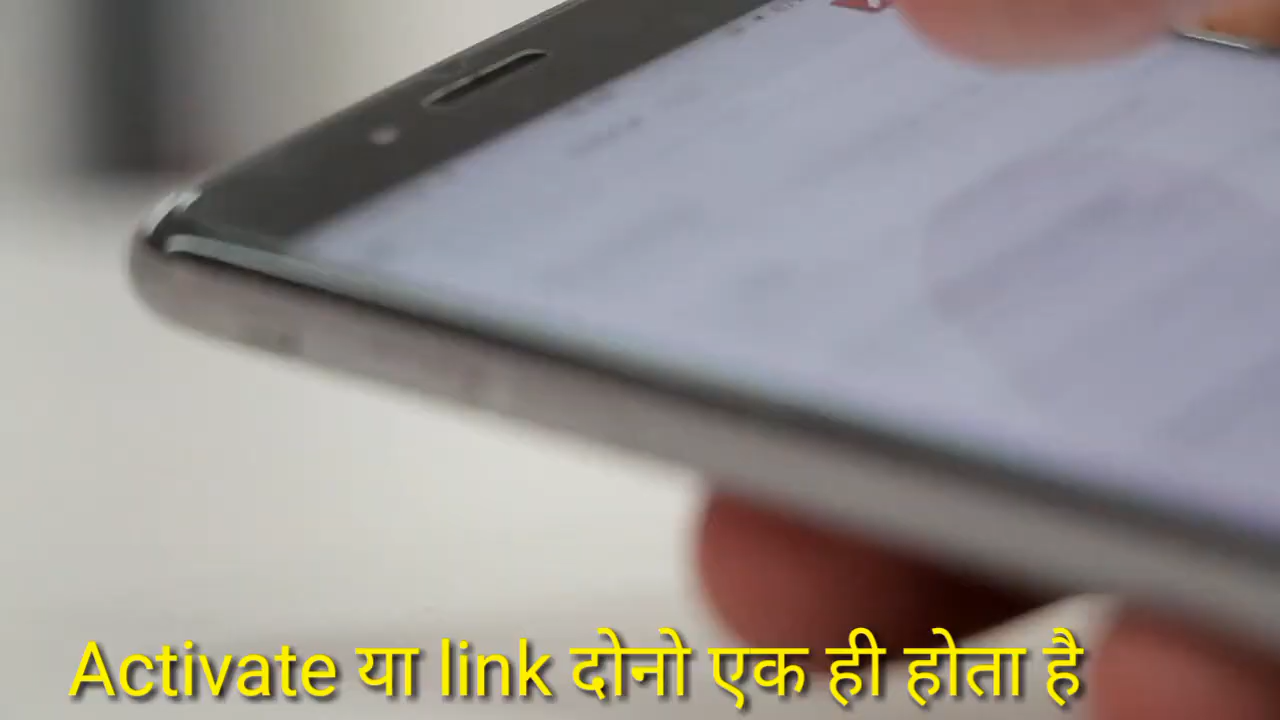 Activate या link दोनो एक ही होता है